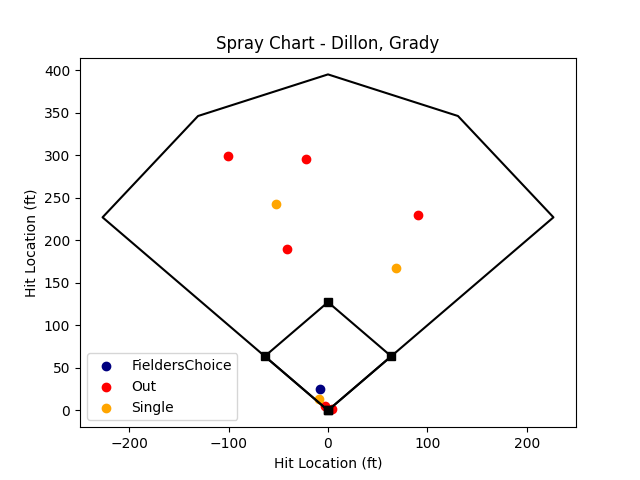 Spray Chart - Dillon, Grady
Hit Location (ft)
400
350
300
250
200
150
100
50
0
FieldersChoice
Out
Single
−200
−100
0
100
200
Hit Location (ft)